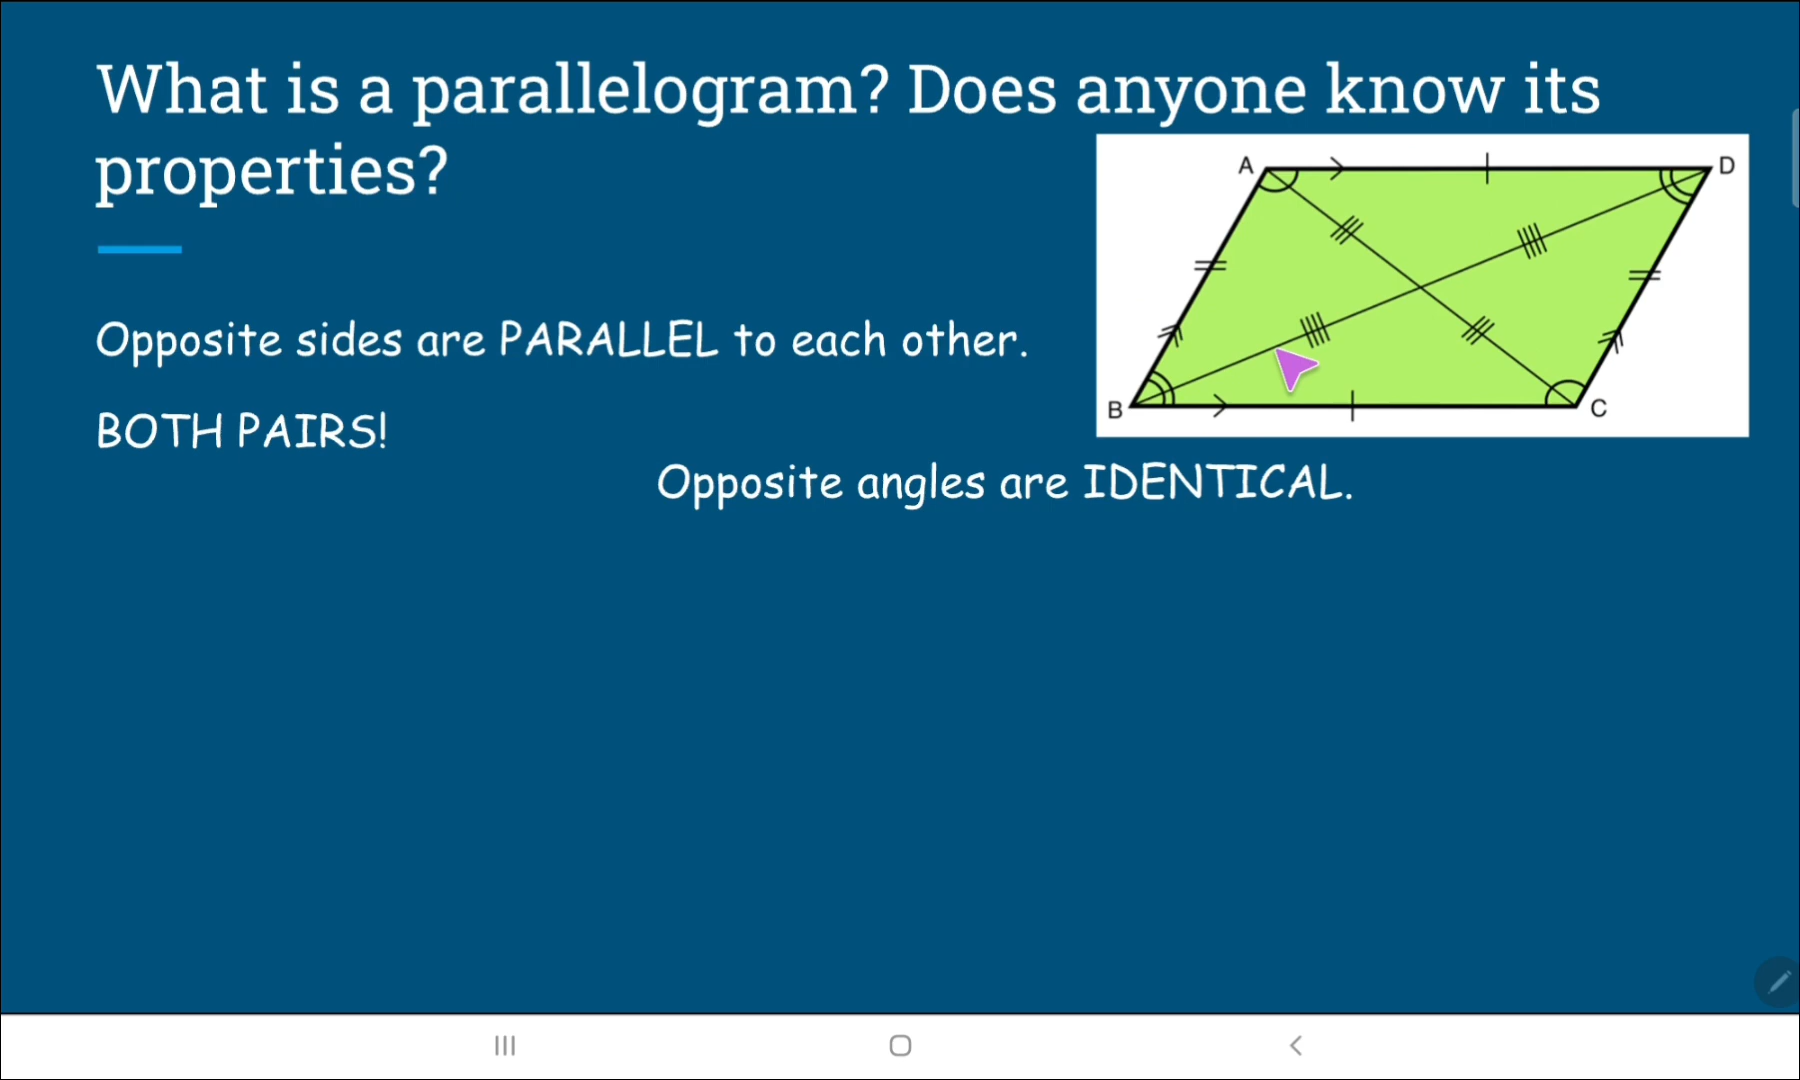 What is a parallelogram? Does anyone know its
properties?
A
D
B
C
Opposite sides are PARALLEL to each other.
BOTH PAIRS!
Opposite angles are IDENTICAL.